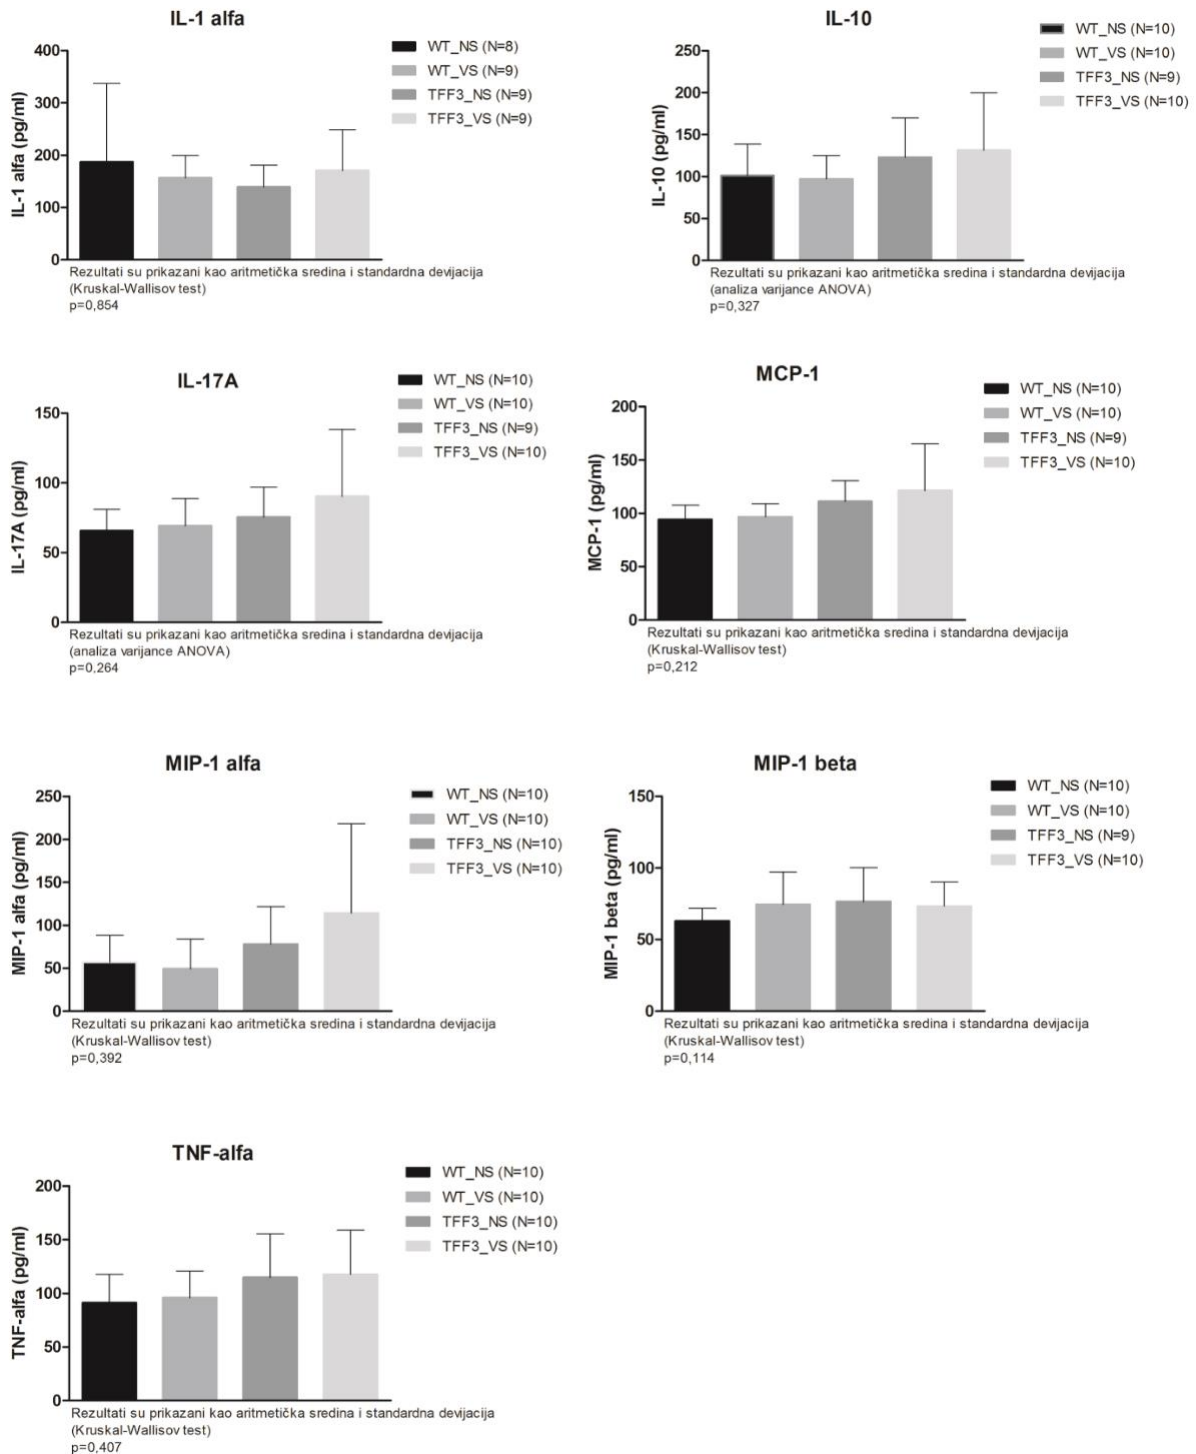 IL-1 alfa
IL-1 alfa (pg/ml)
400
300
200
100
0
WT_NS (N=8)
WT_VS (N=9)
TFF3_NS (N=9)
TFF3_VS (N=9)
Rezultati su prikazani kao aritmetička sredina i standardna devijacija
(Kruskal-Wallisov test)
p=0,854
IL-10
IL-10 (pg/ml)
250
200
150
100
50
0
WT_NS (N=10)
WT_VS (N=10)
TFF3_NS (N=9)
TFF3_VS (N=10)
Rezultati su prikazani kao aritmetička sredina i standardna devijacija
(analiza varijance ANOVA)
p=0,327
IL-17A
IL-17A (pg/ml)
150
100
50
0
WT_NS (N=10)
WT_VS (N=10)
TFF3_NS (N=9)
TFF3_VS (N=10)
Rezultati su prikazani kao aritmetička sredina i standardna devijacija
(analiza varijance ANOVA)
p=0,264
MCP-1
MCP-1 (pg/ml)
200
150
100
50
0
WT_NS (N=10)
WT_VS (N=10)
TFF3_NS (N=9)
TFF3_VS (N=10)
Rezultati su prikazani kao aritmetička sredina i standardna devijacija
(Kruskal-Wallisov test)
p=0,212
MIP-1 alfa
MIP-1 alfa (pg/ml)
250
200
150
100
50
0
WT_NS (N=10)
WT_VS (N=10)
TFF3_NS (N=10)
TFF3_VS (N=10)
Rezultati su prikazani kao aritmetička sredina i standardna devijacija
(Kruskal-Wallisov test)
p=0,392
MIP-1 beta
MIP-1 beta (pg/ml)
150
100
50
0
WT_NS (N=10)
WT_VS (N=10)
TFF3_NS (N=9)
TFF3_VS (N=10)
Rezultati su prikazani kao aritmetička sredina i standardna devijacija
(Kruskal-Wallisov test)
p=0,114
TNF-alfa
TNF-alfa (pg/ml)
200
150
100
50
0
WT_NS (N=10)
WT_VS (N=10)
TFF3_NS (N=10)
TFF3_VS (N=10)
Rezultati su prikazani kao aritmetička sredina i standardna devijacija
(Kruskal-Wallisov test)
p=0,407